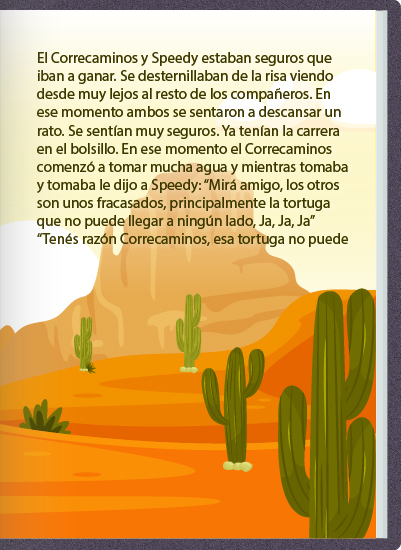 El Correcaminos y Speedy estaban seguros que
iban a ganar. Se desternillaban de la risa viendo
desde muy lejos al resto de los compañeros. En
ese momento ambos se sentaron a descansar un
rato. Se sentían muy seguros. Ya tenían la carrera
en el bolsillo. En ese momento el Correcaminos
comenzó a tomar mucha agua y mientras tomaba
y tomaba le dijo a Speedy: “Mirá amigo, los otros
son unos fracasados, principalmente la tortuga
que no puede llegar a ningún lado, Ja, Ja, Ja”
“Tenés razón Correcaminos, esa tortuga no puede